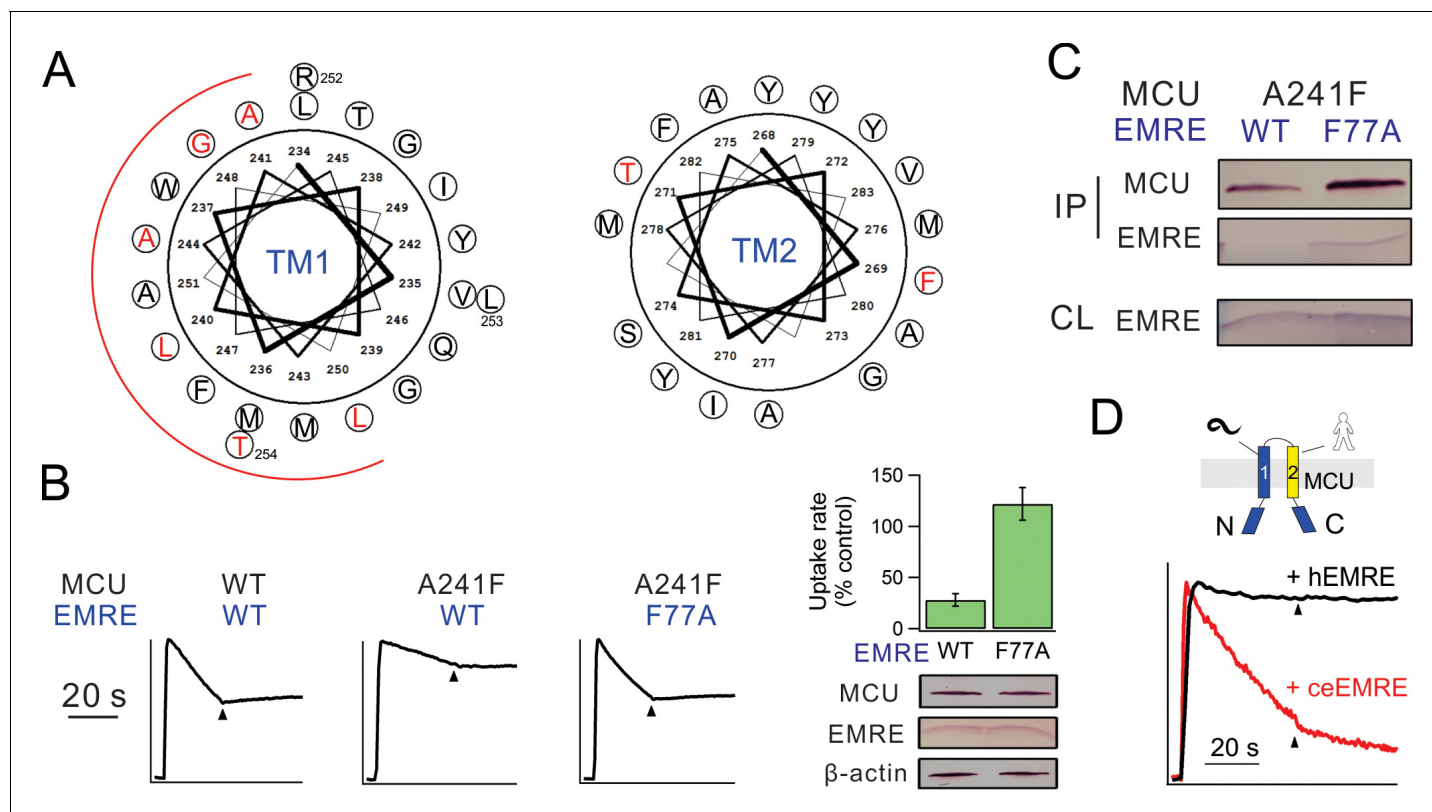 A
R 252
L T G I Y V L 253 Q G L M M T 254 F L A A W G A
234 245 238 249 242 235 246 239 250 243 236 247 240 251 244 237 248 241
TM1
Y Y Y V M F A G A I Y S M T F A
268 279 272 283 276 269 280 273 277 270 281 274 278 271 282 275
TM2
B
MCU WT A241F A241F
EMRE WT WT F77A
20 s
Uptake rate
(% control)
150
100
50
0
EMRE WT F77A
MCU
EMRE
β-actin
C
MCU A241F
EMRE WT F77A
IP
MCU
EMRE
CL EMRE
D
1 2 MCU
N C
+ hEMRE
+ ceEMRE
20 s